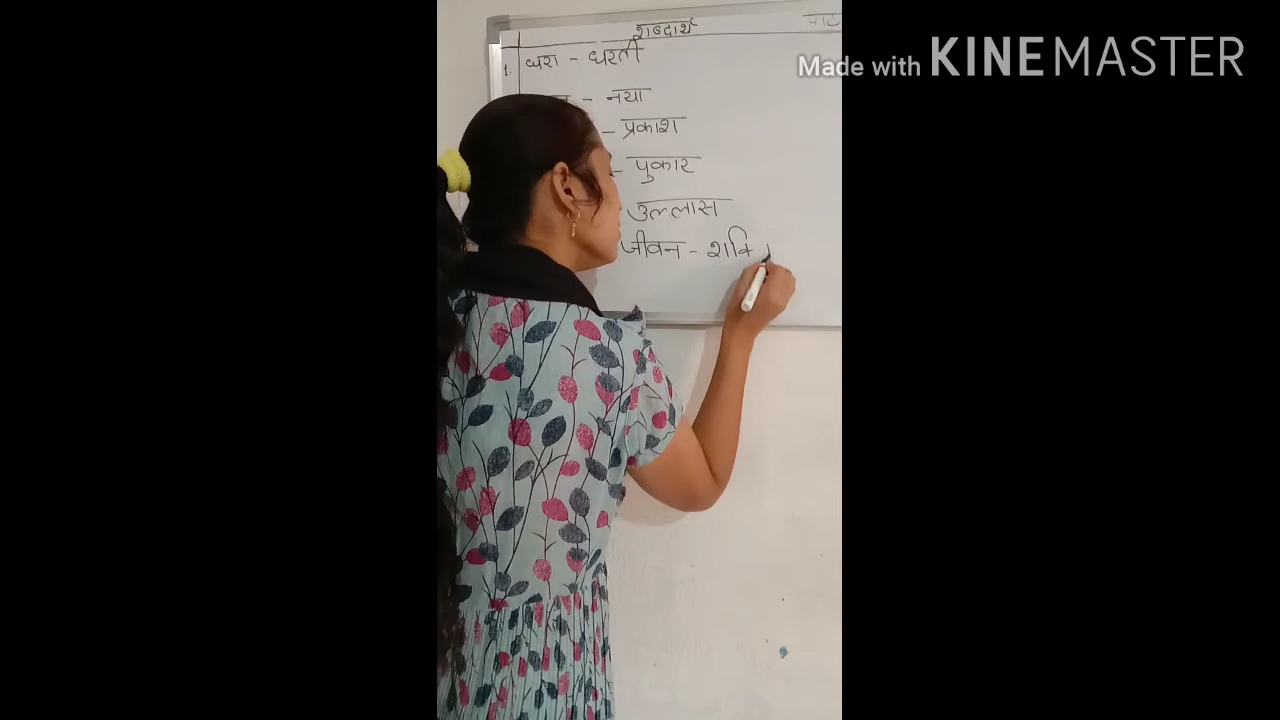 शब्दार्थ
Made with KINEMASTER
1. धरा - धरती
- नया
- प्रकाश
- पुकार
उल्लास
जीवन - शक्ति